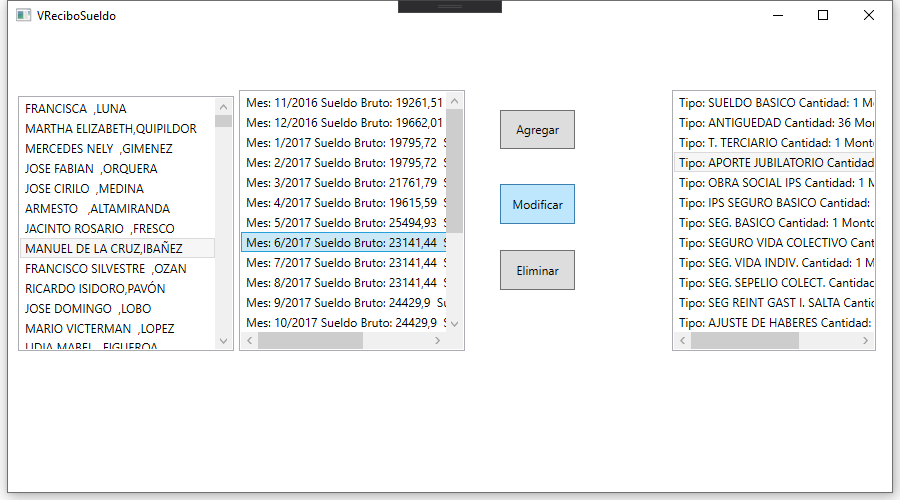 VReciboSueldo
FRANCISCA ,LUNA
MARTHA ELIZABETH,QUIPILDOR
MERCEDES NELY ,GIMENEZ
JOSE FABIAN ,ORQUERA
JOSE CIRILO ,MEDINA
ARMESTO ,ALTAMIRANDA
JACINTO ROSARIO ,FRESCO
MANUEL DE LA CRUZ,IBAÑEZ
FRANCISCO SILVESTRE ,OZAN
RICARDO ISIDORO,PAVÓN
JOSE DOMINGO ,LOBO
MARIO VICTERMAN ,LOPEZ
LIDIA MABEL ,FIGUEROA
Mes: 11/2016 Sueldo Bruto: 19261,51
Mes: 12/2016 Sueldo Bruto: 19662,01
Mes: 1/2017 Sueldo Bruto: 19795,72 S
Mes: 2/2017 Sueldo Bruto: 19795,72 S
Mes: 3/2017 Sueldo Bruto: 21761,79 S
Mes: 4/2017 Sueldo Bruto: 19615,59 S
Mes: 5/2017 Sueldo Bruto: 25494,93 S
Mes: 6/2017 Sueldo Bruto: 23141,44 S
Mes: 7/2017 Sueldo Bruto: 23141,44 S
Mes: 8/2017 Sueldo Bruto: 23141,44 S
Mes: 9/2017 Sueldo Bruto: 24429,9 Su
Mes: 10/2017 Sueldo Bruto: 24429,9 S
Agregar
Modificar
Eliminar
Tipo: SUELDO BASICO Cantidad: 1 M
Tipo: ANTIGUEDAD Cantidad: 36 Mon
Tipo: T. TERCIARIO Cantidad: 1 Mont
Tipo: APORTE JUBILATORIO Cantidad
Tipo: OBRA SOCIAL IPS Cantidad: 1 M
Tipo: IPS SEGURO BASICO Cantidad:
Tipo: SEG. BASICO Cantidad: 1 Monto
Tipo: SEGURO VIDA COLECTIVO Cant
Tipo: SEG. VIDA INDIV. Cantidad: 1 M
Tipo: SEG. SEPELIO COLECT. Cantidad
Tipo: SEG REINT GAST I. SALTA Cantid
Tipo: AJUSTE DE HABERES Cantidad: